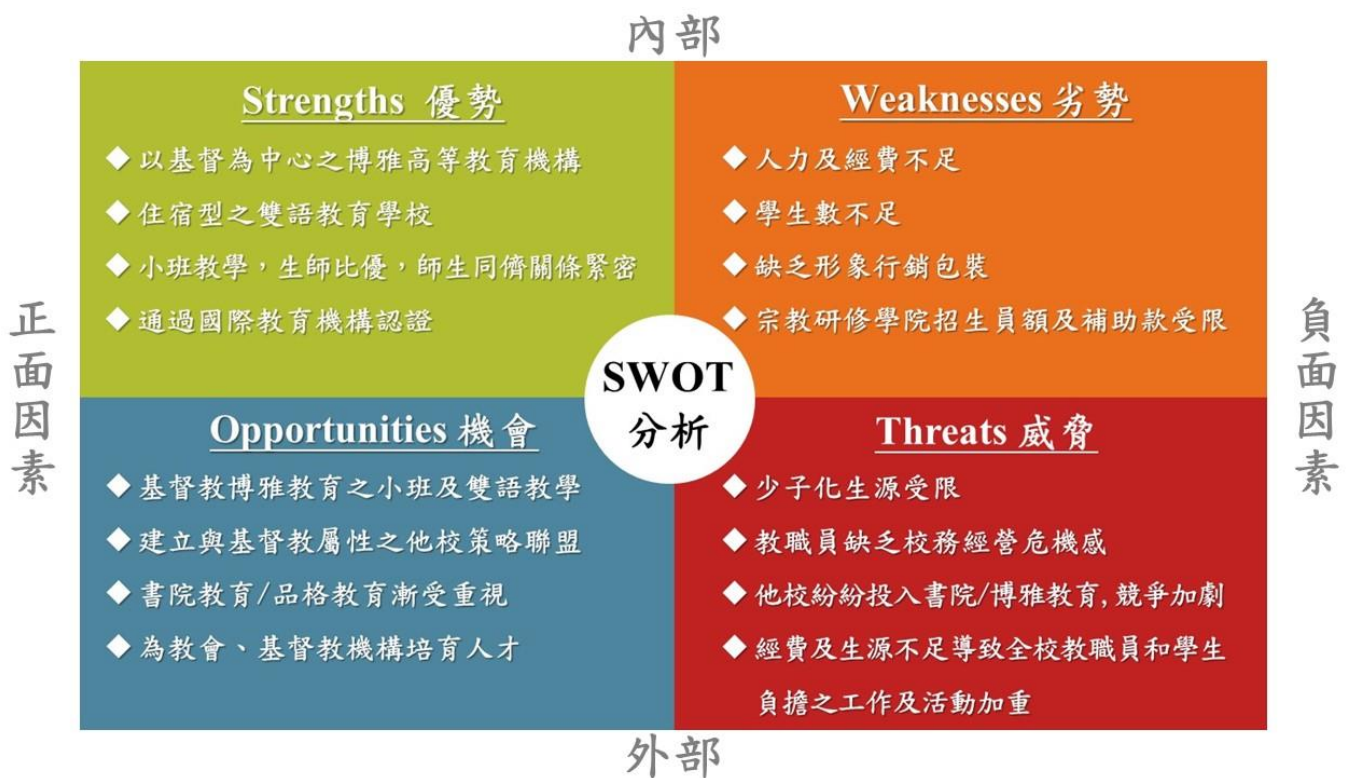 內部
正面因素
負面因素
Strengths 優勢
◆ 以基督為中心之博雅高等教育機構
◆ 住宿型之雙語教育學校
◆ 小班教學，生師比優，師生同儕關係緊密
◆ 通過國際教育機構認證
Weaknesses 劣勢
◆ 人力及經費不足
◆ 學生數不足
◆ 缺乏形象行銷包裝
◆ 宗教研修學院招生員額及補助款受限
SWOT
分析
Opportunities 機會
◆ 基督教博雅教育之小班及雙語教學
◆ 建立與基督教屬性之他校策略聯盟
◆ 書院教育/品格教育漸受重視
◆ 為教會、基督教機構培育人才
Threats 威脅
◆ 少子化生源受限
◆ 教職員缺乏校務經營危機感
◆ 他校紛紛投入書院/博雅教育,競爭加劇
◆ 經費及生源不足導致全校教職員和學生
負擔之工作及活動加重
外部